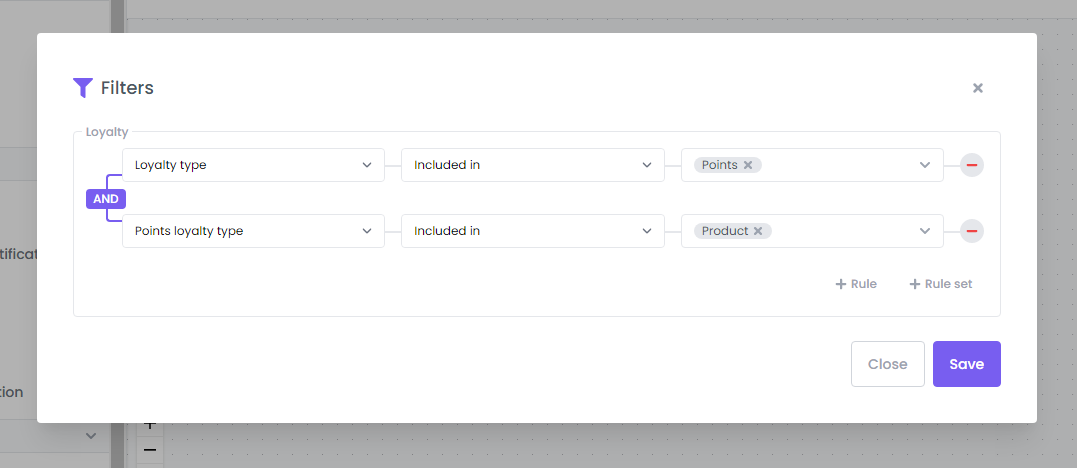 Filters
Loyalty
Loyalty type
Included in
Points
AND
Points loyalty type
Included in
Product
Rule
Rule set
Close
Save
tificat
tion